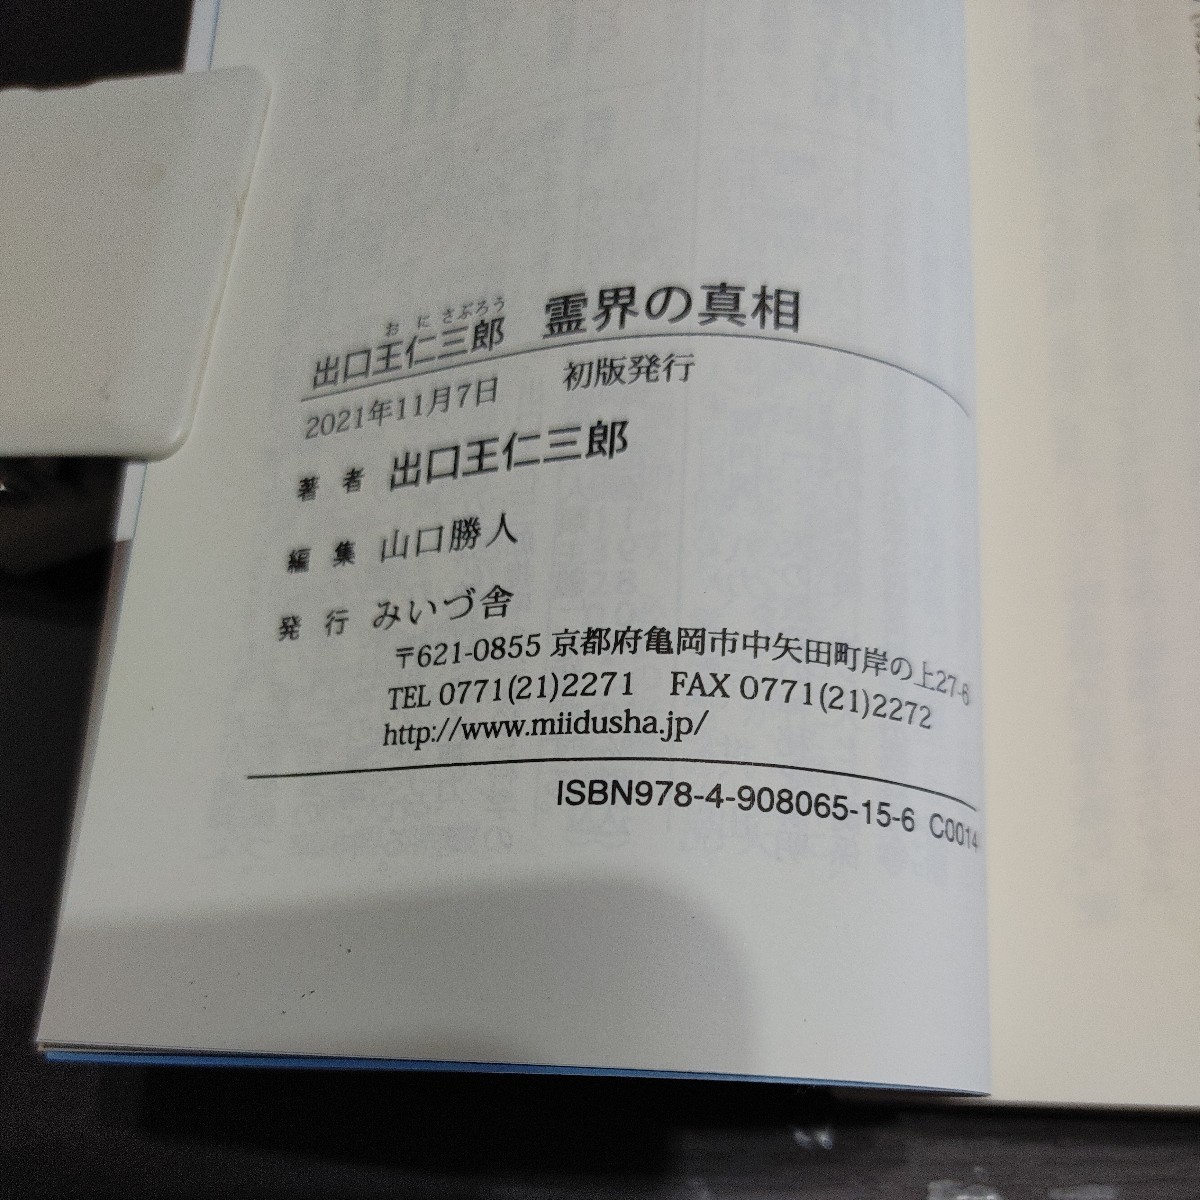 おにさぶろう
出口王仁三郎 霊界の真相
2021年11月7日 初版発行
著者 出口王仁三郎
編集 山口勝人
発行 みいづ舎
〒621-0855 京都府亀岡市中矢田町岸の上27-6
TEL 0771(21)2271 FAX 0771(21)2272
http://www.miidusha.jp/
ISBN978-4-908065-15-6 C0014